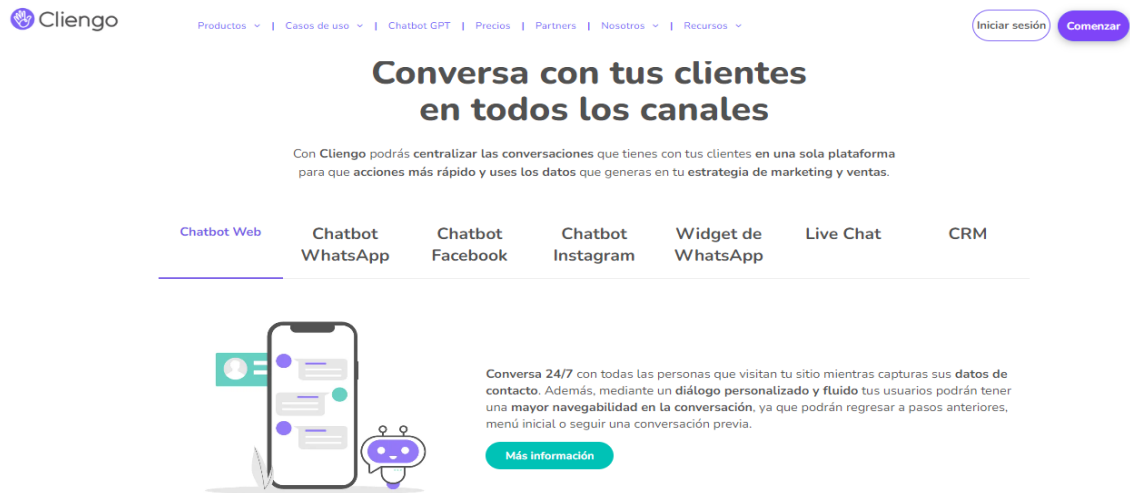 Cliengo
Productos | Casos de uso | Chatbot GPT | Precios | Partners | Nosotros | Recursos
Iniciar sesión
Comenzar
Conversa con tus clientes
en todos los canales
Con Cliengo podrás centralizar las conversaciones que tienes con tus clientes en una sola plataforma
para que acciones más rápido y uses los datos que generas en tu estrategia de marketing y ventas.
Chatbot Web
Chatbot
WhatsApp
Chatbot
Facebook
Chatbot
Instagram
Widget de
WhatsApp
Live Chat
CRM
Conversa 24/7 con todas las personas que visitan tu sitio mientras capturas sus datos de
contacto. Además, mediante un diálogo personalizado y fluido tus usuarios podrán tener
una mayor navegabilidad en la conversación, ya que podrán regresar a pasos anteriores,
menú inicial o seguir una conversación previa.
Más información